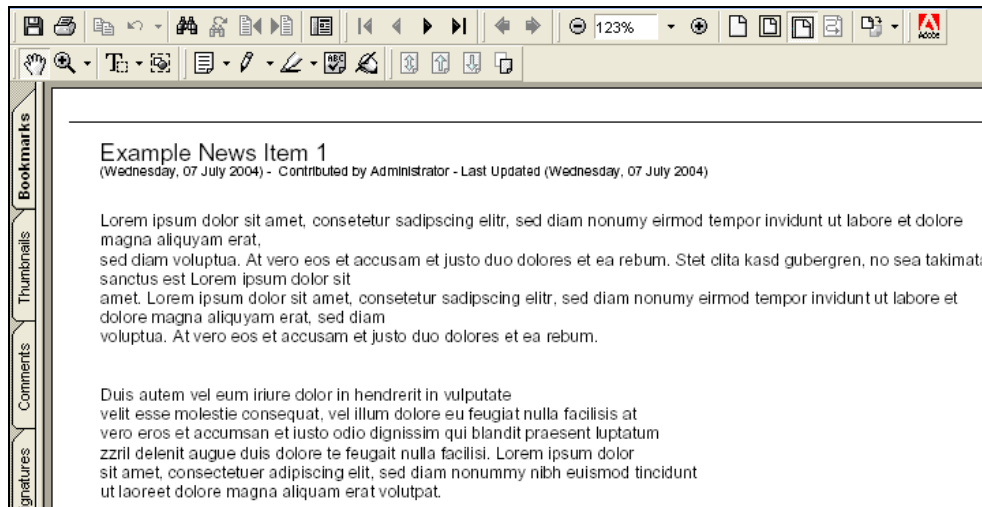 123%
Adobe
ABC
Bookmarks
Thumbnails
Comments
gnatures
Example News Item 1
(Wednesday, 07 July 2004) - Contributed by Administrator - Last Updated (Wednesday, 07 July 2004)
Lorem ipsum dolor sit amet, consetetur sadipscing elitr, sed diam nonumy eirmod tempor invidunt ut labore et dolore
magna aliquyam erat,
sed diam voluptua. At vero eos et accusam et justo duo dolores et ea rebum. Stet clita kasd gubergren, no sea takimata
sanctus est Lorem ipsum dolor sit
amet. Lorem ipsum dolor sit amet, consetetur sadipscing elitr, sed diam nonumy eirmod tempor invidunt ut labore et
dolore magna aliquyam erat, sed diam
voluptua. At vero eos et accusam et justo duo dolores et ea rebum.
Duis autem vel eum iriure dolor in hendrerit in vulputate
velit esse molestie consequat, vel illum dolore eu feugiat nulla facilisis at
vero eros et accumsan et iusto odio dignissim qui blandit praesent luptatum
zzril delenit augue duis dolore te feugait nulla facilisi. Lorem ipsum dolor
sit amet, consectetuer adipiscing elit, sed diam nonummy nibh euismod tincidunt
ut laoreet dolore magna aliquam erat volutpat.